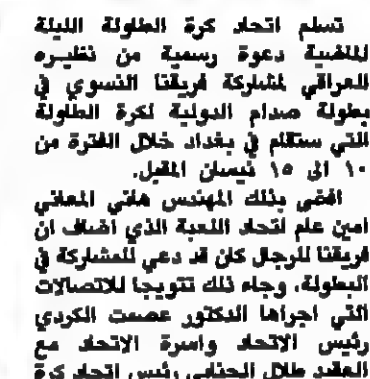 تسلم اتحاد كرة الطاولة الليلة
الماضية دعوة رسمية من نظيره
العراقي لمشاركة فريقنا النسوي في
بطولة صدام الدولية لكرة الطاولة
التي ستقام في بغداد خلال الفترة من
١٠ الى ١٥ نيسان المقبل.
افضى بذلك المهندس هاني المعاني
امين عام اتحاد اللعبة الذي اضاف ان
فريقنا للرجال كان قد دعي للمشاركة في
البطولة، وجاء ذلك تتويجا للاتصالات
التي اجراها الدكتور عصمت الكردي
رئيس الاتحاد واسرة الاتحاد مع
العقيد طلال رئيس اتحاد كرة